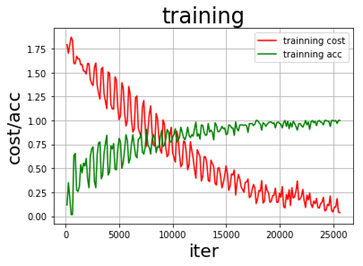 training
trainning cost
trainning acc
cost/acc
1.75
1.50
1.25
1.00
0.75
0.50
0.25
0.00
0
5000
10000
15000
20000
25000
iter